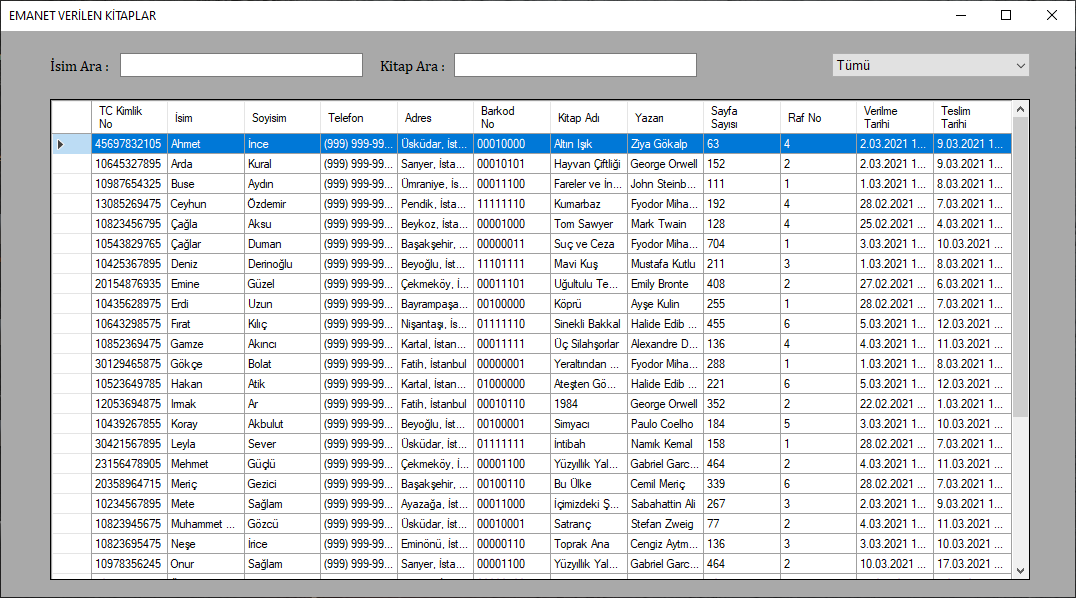 EMANET VERİLEN KİTAPLAR
İsim Ara : Kitap Ara : Tümü
TC Kimlik No İsim Soyisim Telefon Adres Barkod No Kitap Adı Yazarı Sayfa Sayısı Raf No Verilme Tarihi Teslim Tarihi
45697832105 Ahmet İnce (999) 999-99... Üsküdar, İst... 00010000 Altın Işık Ziya Gökalp 63 4 2.03.2021 1... 9.03.2021 1...
10645327895 Arda Kural (999) 999-99... Sarıyer, İsta... 00010101 Hayvan Çiftliği George Orwell 152 2 2.03.2021 1... 9.03.2021 1...
10987654325 Buse Aydın (999) 999-99... Ümraniye, İs... 00011100 Fareler ve İn... John Steinb... 111 1 1.03.2021 1... 8.03.2021 1...
13085269475 Ceyhun Özdemir (999) 999-99... Pendik, İsta... 11111110 Kumarbaz Fyodor Miha... 192 4 28.02.2021 ... 7.03.2021 1...
10823456795 Çağla Aksu (999) 999-99... Beykoz, İsta... 00001000 Tom Sawyer Mark Twain 128 4 25.02.2021 ... 4.03.2021 1...
10543829765 Çağlar Duman (999) 999-99... Başakşehir, ... 00000011 Suç ve Ceza Fyodor Miha... 704 1 3.03.2021 1... 10.03.2021 ...
10425367895 Deniz Derinoğlu (999) 999-99... Beyoğlu, İst... 11101111 Mavi Kuş Mustafa Kutlu 211 3 1.03.2021 1... 8.03.2021 1...
20154876935 Emine Güzel (999) 999-99... Çekmeköy, İ... 00011101 Uğultulu Te... Emily Bronte 408 2 27.02.2021 ... 6.03.2021 1...
10435628975 Erdi Uzun (999) 999-99... Bayrampaşa... 00100000 Köprü Ayşe Kulin 255 1 28.02.2021 ... 7.03.2021 1...
10643298575 Fırat Kılıç (999) 999-99... Nişantaşı, İs... 01111110 Sinekli Bakkal Halide Edib ... 455 6 5.03.2021 1... 12.03.2021 ...
10852369475 Gamze Akıncı (999) 999-99... Kartal, İstan... 00011111 Üç Silahşorlar Alexandre D... 136 4 4.03.2021 1... 11.03.2021 ...
30129465875 Gökçe Bolat (999) 999-99... Fatih, İstanbul 00000001 Yeraltından ... Fyodor Miha... 288 1 1.03.2021 1... 8.03.2021 1...
10523649785 Hakan Atik (999) 999-99... Kartal, İstan... 01000000 Ateşten Gö... Halide Edib ... 221 6 5.03.2021 1... 12.03.2021 ...
12053694875 Irmak Ar (999) 999-99... Fatih, İstanbul 00010110 1984 George Orwell 352 2 22.02.2021 ... 1.03.2021 1...
10439267855 Koray Akbulut (999) 999-99... Beyoğlu, İst... 00100001 Simyacı Paulo Coelho 184 5 3.03.2021 1... 10.03.2021 ...
30421567895 Leyla Sever (999) 999-99... Üsküdar, İst... 01111111 İntibah Namık Kemal 158 1 28.02.2021 ... 7.03.2021 1...
23156478905 Mehmet Güçlü (999) 999-99... Çekmeköy, İ... 00001100 Yüzyıllık Yal... Gabriel Garc... 464 2 4.03.2021 1... 11.03.2021 ...
20358964715 Meriç Gezici (999) 999-99... Başakşehir, ... 00100110 Bu Ülke Cemil Meriç 339 6 28.02.2021 ... 7.03.2021 1...
10234567895 Mete Sağlam (999) 999-99... Ayazağa, İst... 00011000 İçimizdeki Ş... Sabahattin Ali 267 3 2.03.2021 1... 9.03.2021 1...
10823945675 Muhammet ... Gözcü (999) 999-99... Üsküdar, İst... 00010001 Satranç Stefan Zweig 77 2 4.03.2021 1... 11.03.2021 ...
10823695475 Neşe İrice (999) 999-99... Eminönü, İst... 00000110 Toprak Ana Cengiz Aytm... 136 3 3.03.2021 1... 10.03.2021 ...
10978356245 Onur Sağlam (999) 999-99... Sarıyer, İsta... 00001100 Yüzyıllık Yal... Gabriel Garc... 464 2 10.03.2021 ... 17.03.2021 ...